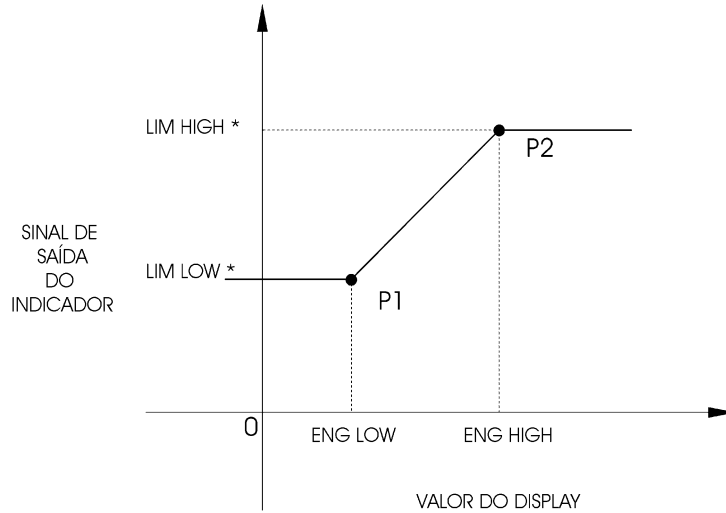 LIM HIGH *
P2
SINAL DE
SAÍDA
DO
INDICADOR
LIM LOW *
P1
0
ENG LOW
ENG HIGH
VALOR DO DISPLAY